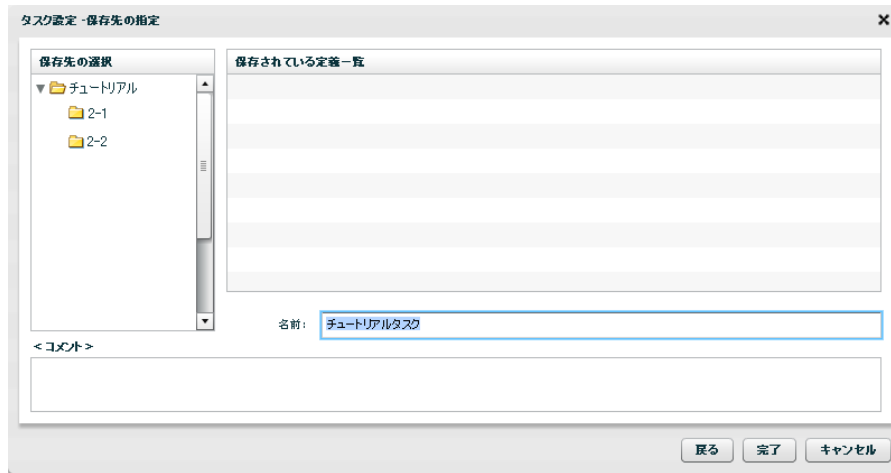 タスク設定 -保存先の指定
保存先の選択
チュートリアル
2-1
2-2
保存されている定義一覧
名前:
チュートリアルタスク
<コメント>
戻る
完了
キャンセル